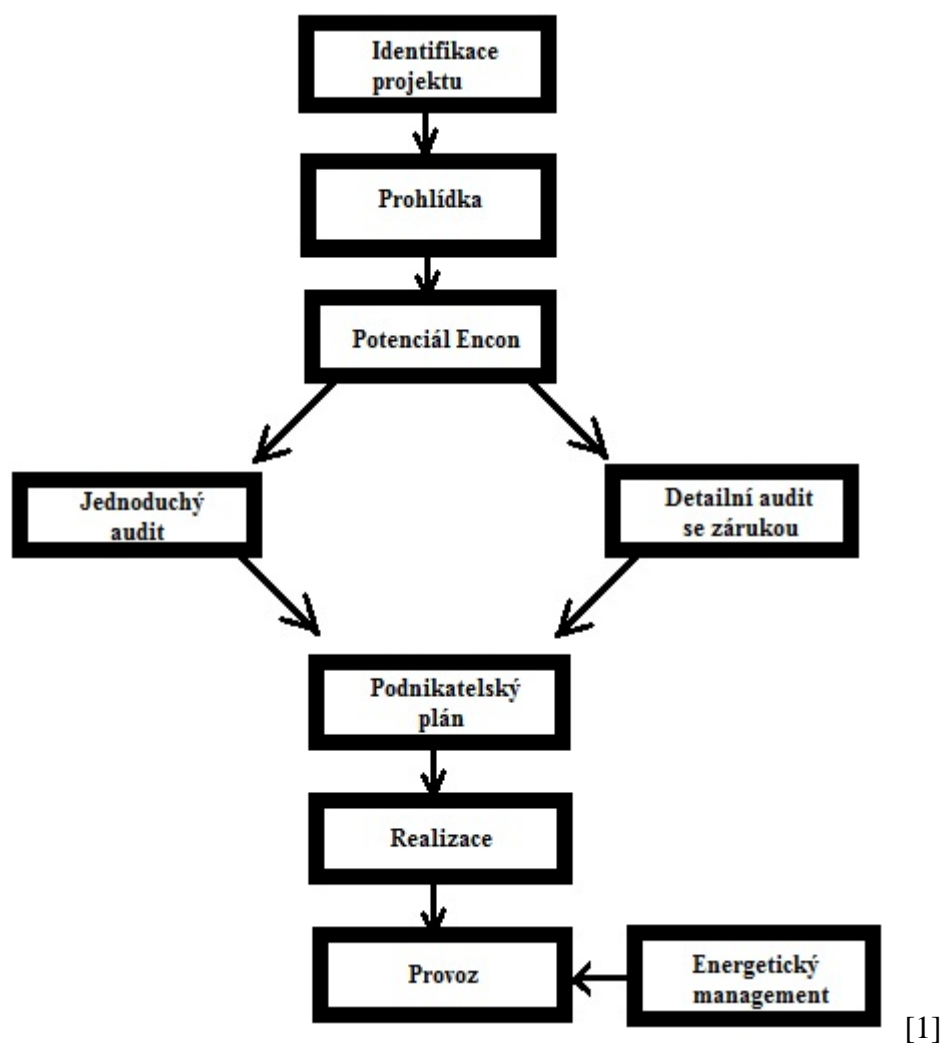 Identifikace
projektu
Prohlídka
Potenciál Encon
Jednoduchý
audit
Detailní audit
se zárukou
Podnikatelský
plán
Realizace
Provoz
Energetický
management
[1]